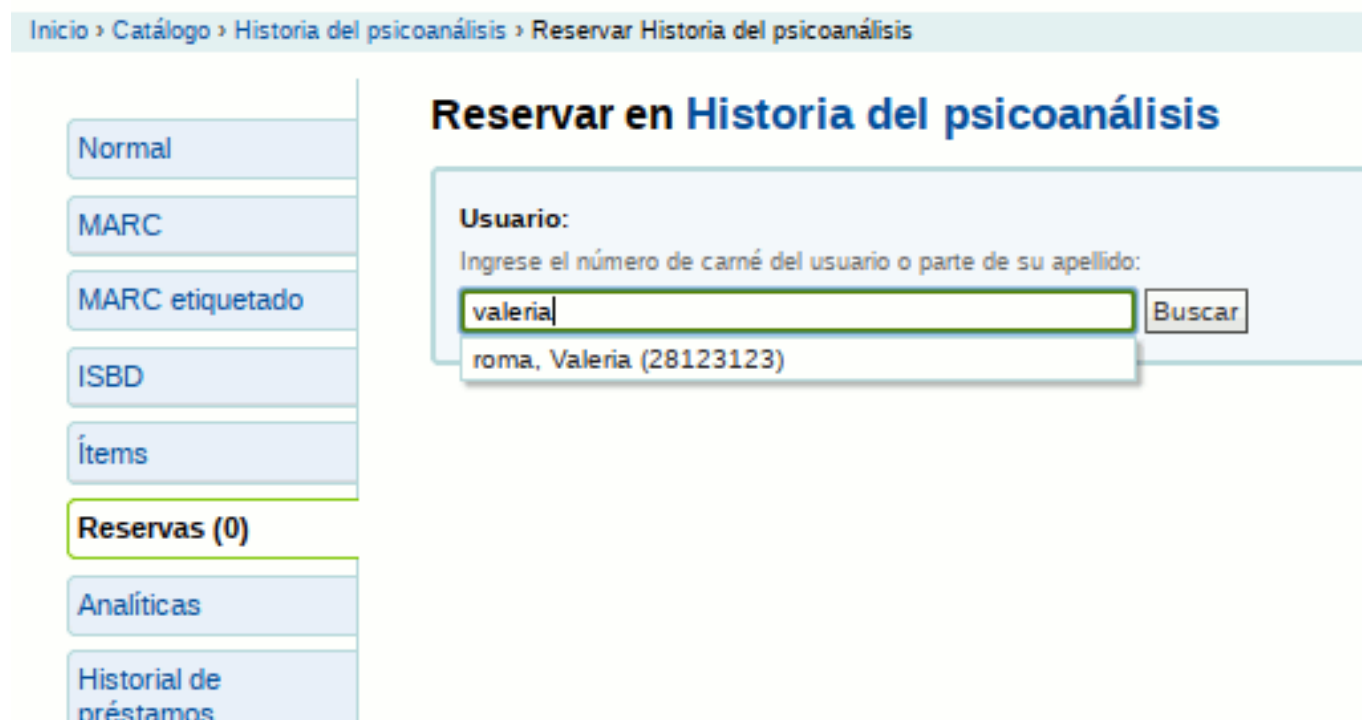 Inicio › Catálogo › Historia del psicoanálisis › Reservar Historia del psicoanálisis
Normal
MARC
MARC etiquetado
ISBD
Ítems
Reservas (0)
Analíticas
Historial de
préstamos
Reservar en Historia del psicoanálisis
Usuario:
Ingrese el número de carné del usuario o parte de su apellido:
valeria Buscar
roma, Valeria (28123123)